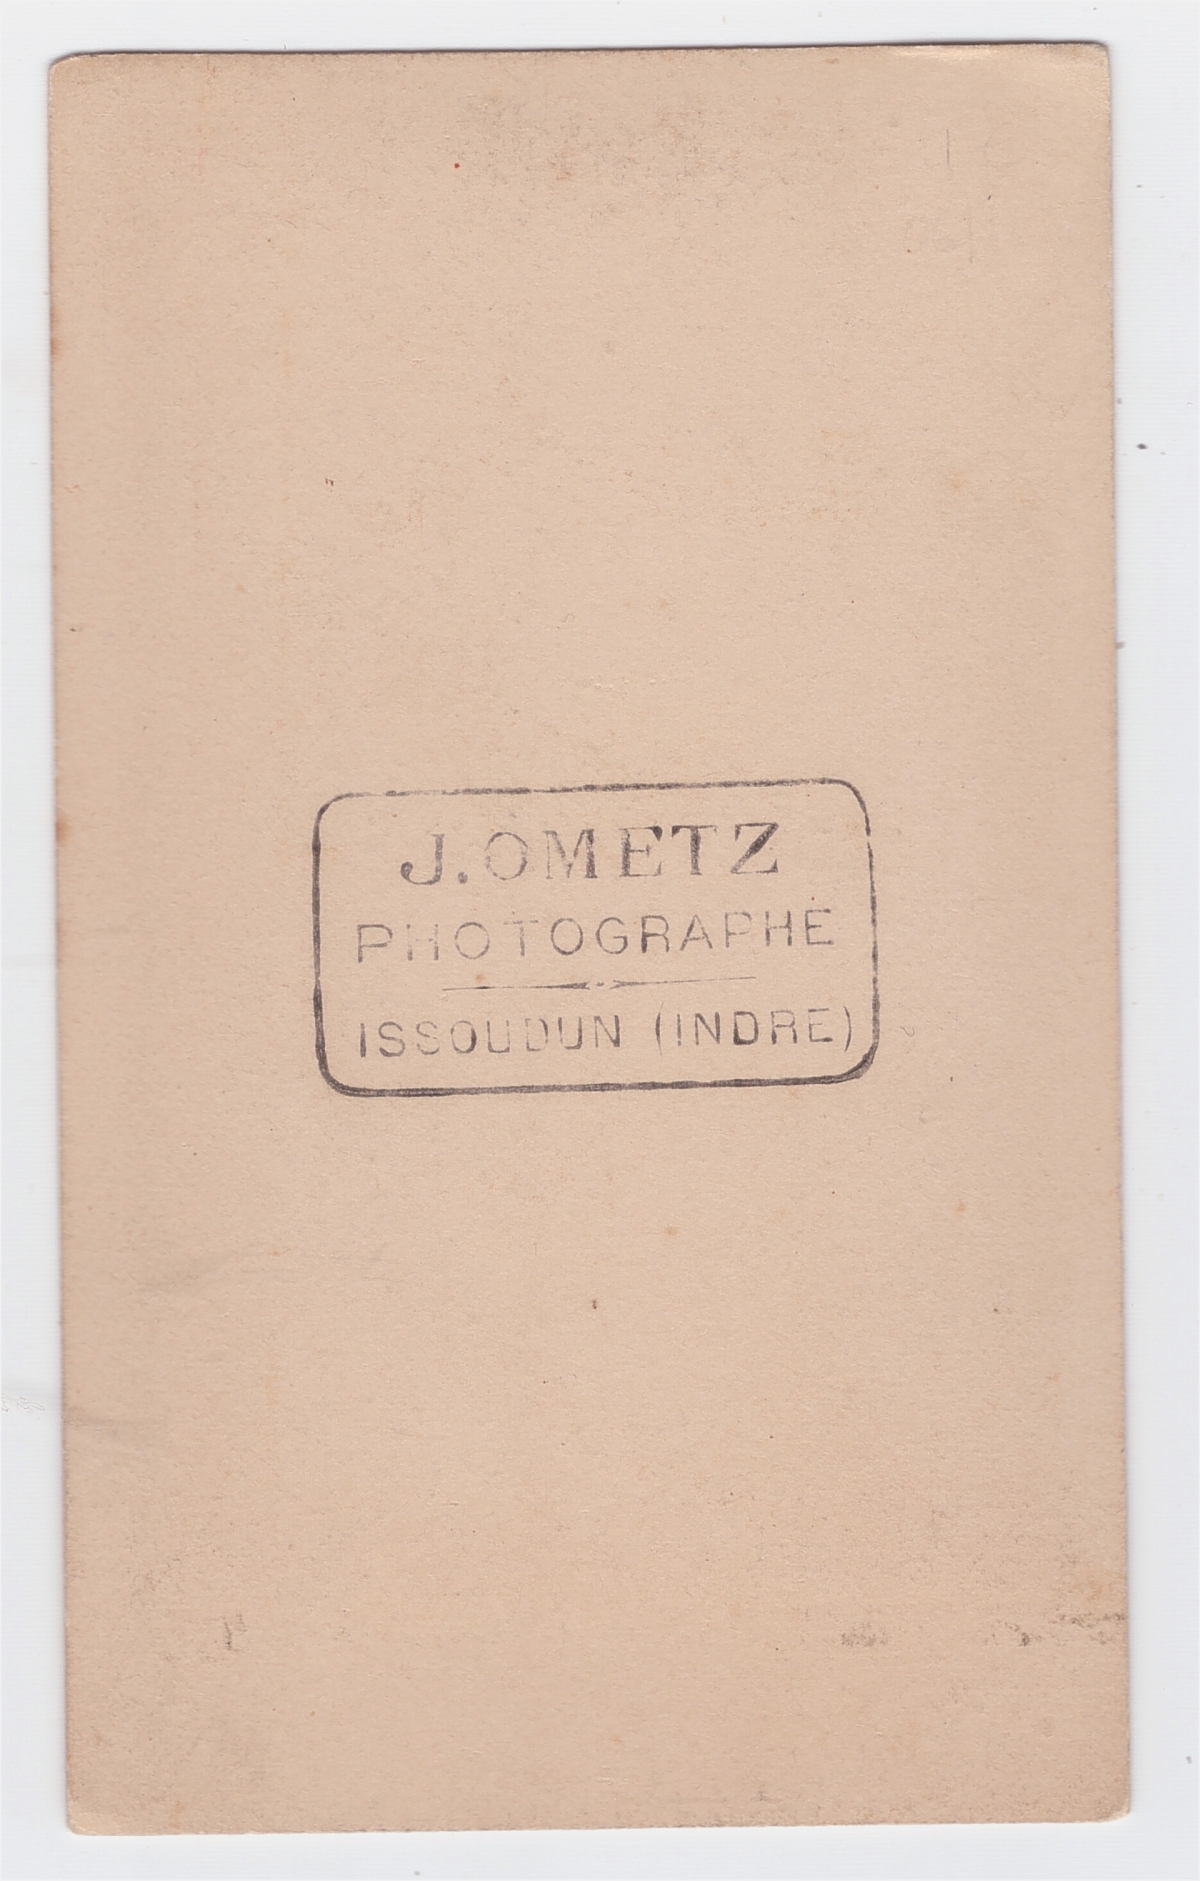 J. OMETZ
PHOTOGRAPHE
ISSOUDUN (INDRE)